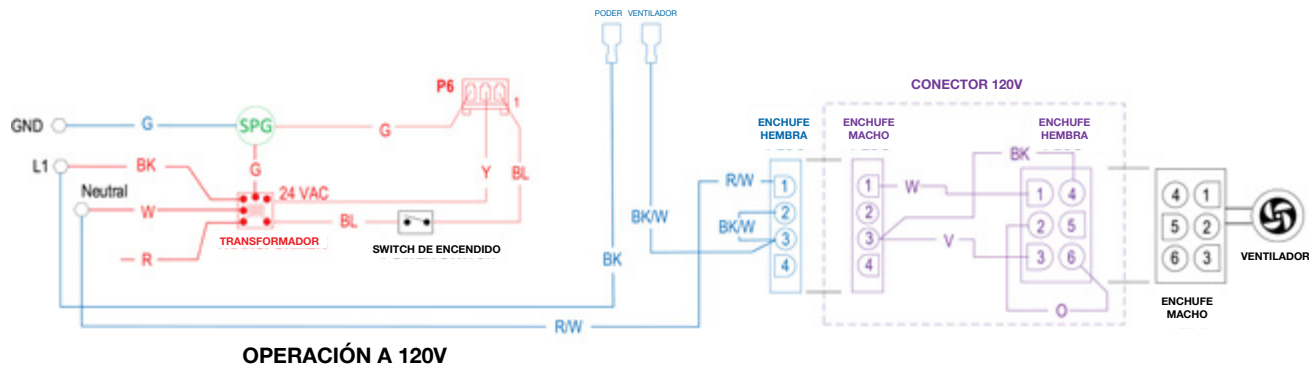 PODER VENTILADOR
P6
1
CONECTOR 120V
ENCHUFE HEMBRA
ENCHUFE MACHO
ENCHUFE HEMBRA
GND
G
SPG
G
G
L1
BK
Neutral
W
R
24 VAC
TRANSFORMADOR
BL
SWITCH DE ENCENDIDO
Y
BL
BK
BK/W
R/W
BK/W
R/W
1
2
3
4
1
2
3
4
W
BK
V
O
1 4
2 5
3 6
4 1
5 2
6 3
VENTILADOR
ENCHUFE MACHO
OPERACIÓN A 120V